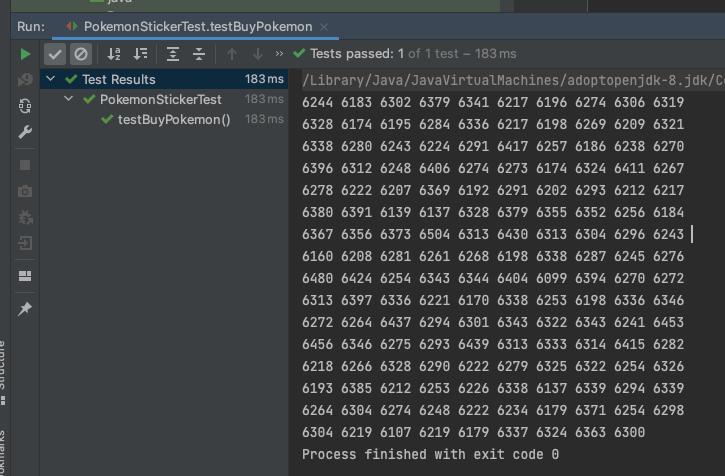 java
Run: PokemonStickerTest.testBuyPokemon ×
» Tests passed: 1 of 1 test – 183 ms
Test Results 183 ms
PokemonStickerTest 183 ms
testBuyPokemon() 183 ms
/Library/Java/JavaVirtualMachines/adoptopenjdk-8.jdk/C
6244 6183 6302 6379 6341 6217 6196 6274 6306 6319
6328 6174 6195 6284 6336 6217 6198 6269 6209 6321
6338 6280 6243 6224 6291 6417 6257 6186 6238 6270
6396 6312 6248 6406 6274 6273 6174 6324 6411 6267
6278 6222 6207 6369 6192 6291 6202 6293 6212 6217
6380 6391 6139 6137 6328 6379 6355 6352 6256 6184
6367 6356 6373 6504 6313 6430 6313 6304 6296 6243
6160 6208 6281 6261 6268 6198 6338 6287 6245 6276
6480 6424 6254 6343 6344 6404 6099 6394 6270 6272
6313 6397 6336 6221 6170 6338 6253 6198 6336 6346
6272 6264 6437 6294 6301 6343 6322 6343 6241 6453
6456 6346 6275 6293 6439 6313 6333 6314 6415 6282
6218 6266 6328 6290 6222 6279 6325 6322 6254 6326
6193 6385 6212 6253 6226 6338 6137 6339 6294 6339
6264 6304 6274 6248 6222 6234 6179 6371 6254 6298
6304 6219 6107 6219 6179 6337 6324 6363 6300
Process finished with exit code 0
Structure